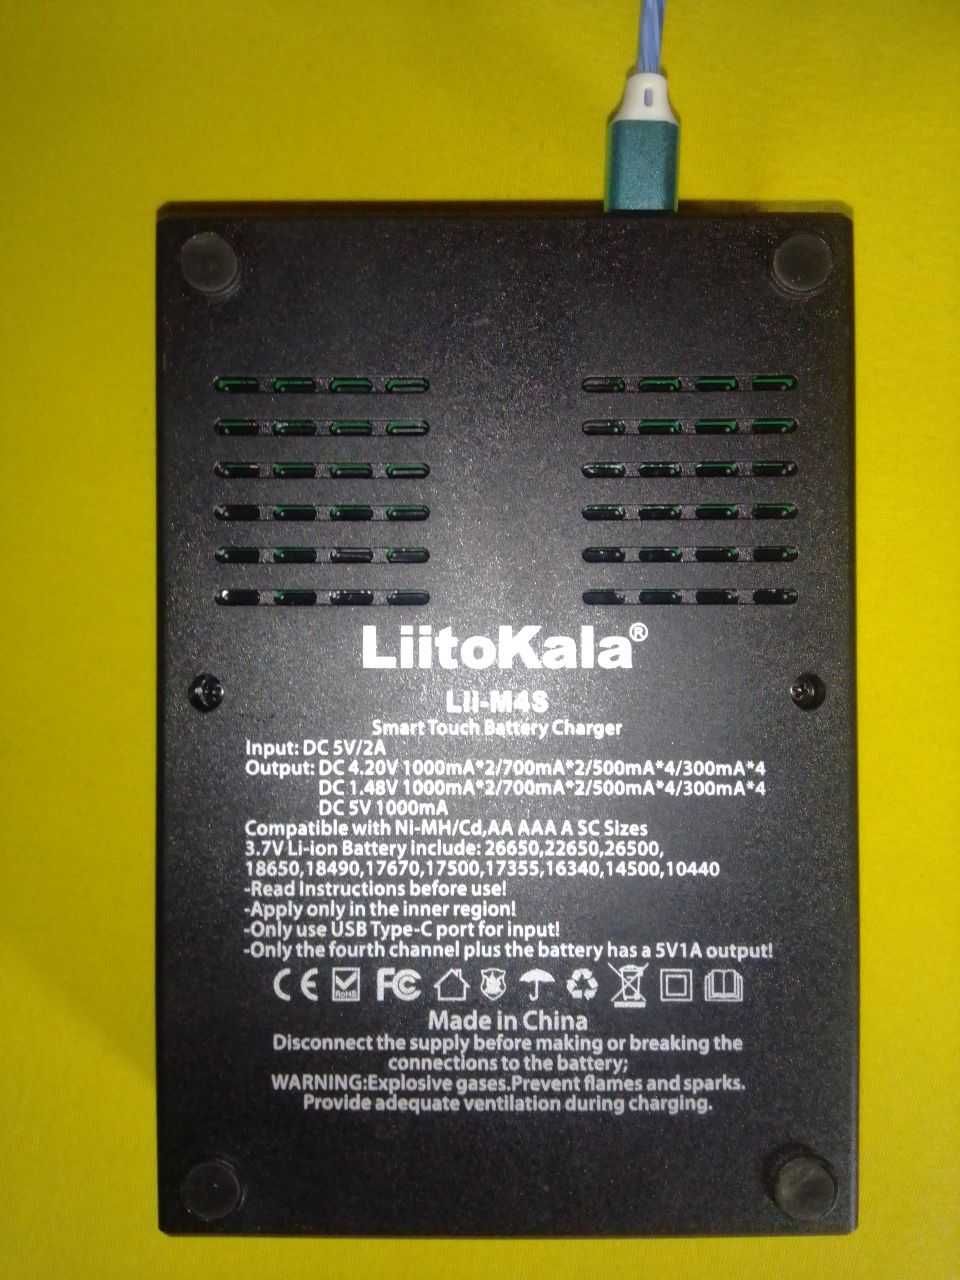 LiitoKala®
Lii-M4S
Smart Touch Battery Charger
Input: DC 5V/2A
Output: DC 4.20V 1000mA*2/700mA*2/500mA*4/300mA*4
DC 1.48V 1000mA*2/700mA*2/500mA*4/300mA*4
DC 5V 1000mA
Compatible with Ni-MH/Cd,AA AAA A SC Sizes
3.7V Li-ion Battery include: 26650,22650,26500,
18650,18490,17670,17500,17355,16340,14500,10440
-Read Instructions before use!
-Apply only in the inner region!
-Only use USB Type-C port for input!
-Only the fourth channel plus the battery has a 5V1A output!
CE RoHS FC
Made in China
Disconnect the supply before making or breaking the
connections to the battery;
WARNING:Explosive gases.Prevent flames and sparks.
Provide adequate ventilation during charging.